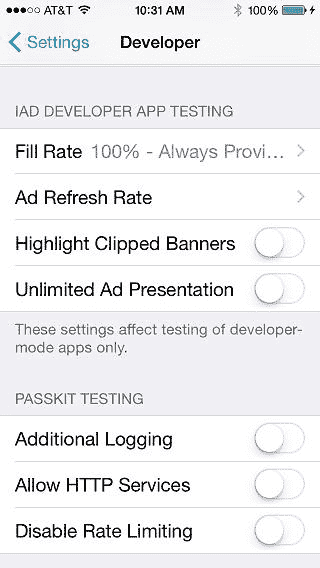 AT&T 10:31 AM 100%
Settings Developer
IAD DEVELOPER APP TESTING
Fill Rate 100% - Always Provi...
Ad Refresh Rate
Highlight Clipped Banners
Unlimited Ad Presentation
These settings affect testing of developer-
mode apps only.
PASSKIT TESTING
Additional Logging
Allow HTTP Services
Disable Rate Limiting